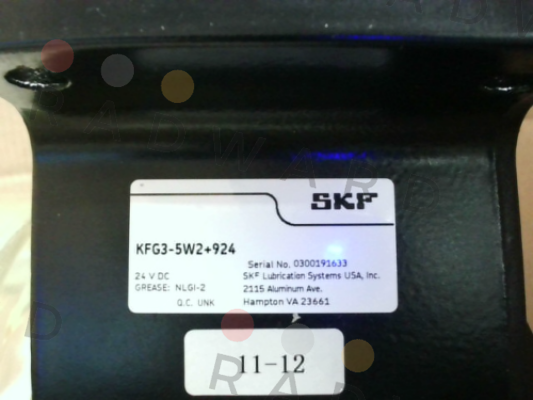 SKF
KFG3-5W2+924
Serial No. 0300191633
24 V DC SKF Lubrication Systems USA, Inc.
GREASE: NLGI-2 2115 Aluminum Ave.
Q.C. UNK Hampton VA 23661
11-12